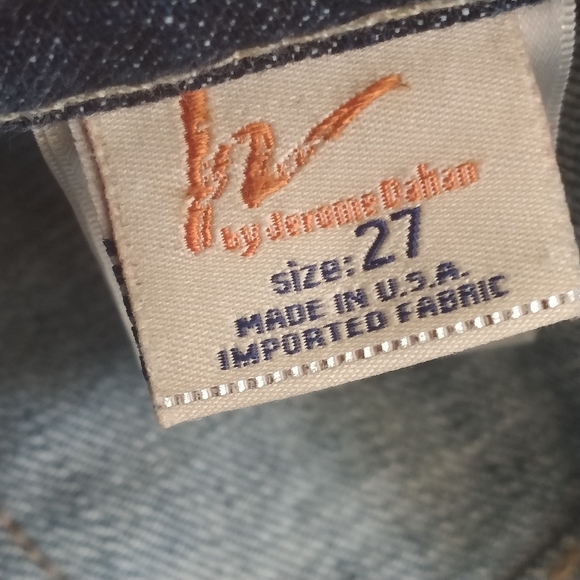 by Jerome Dahan
size: 27
MADE IN U.S.A.
IMPORTED FABRIC